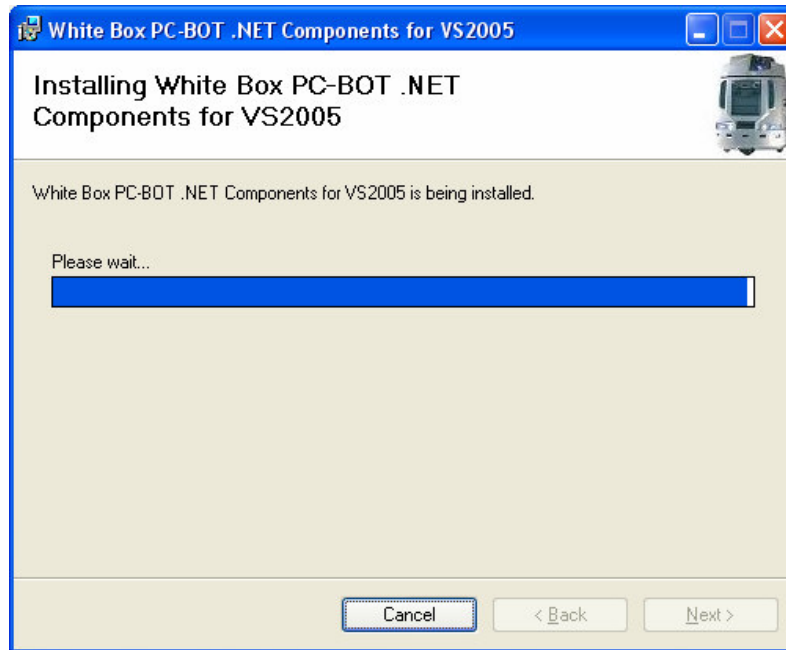 White Box PC-BOT .NET Components for VS2005
Installing White Box PC-BOT .NET
Components for VS2005
White Box PC-BOT .NET Components for VS2005 is being installed.
Please wait...
Cancel
< Back
Next >